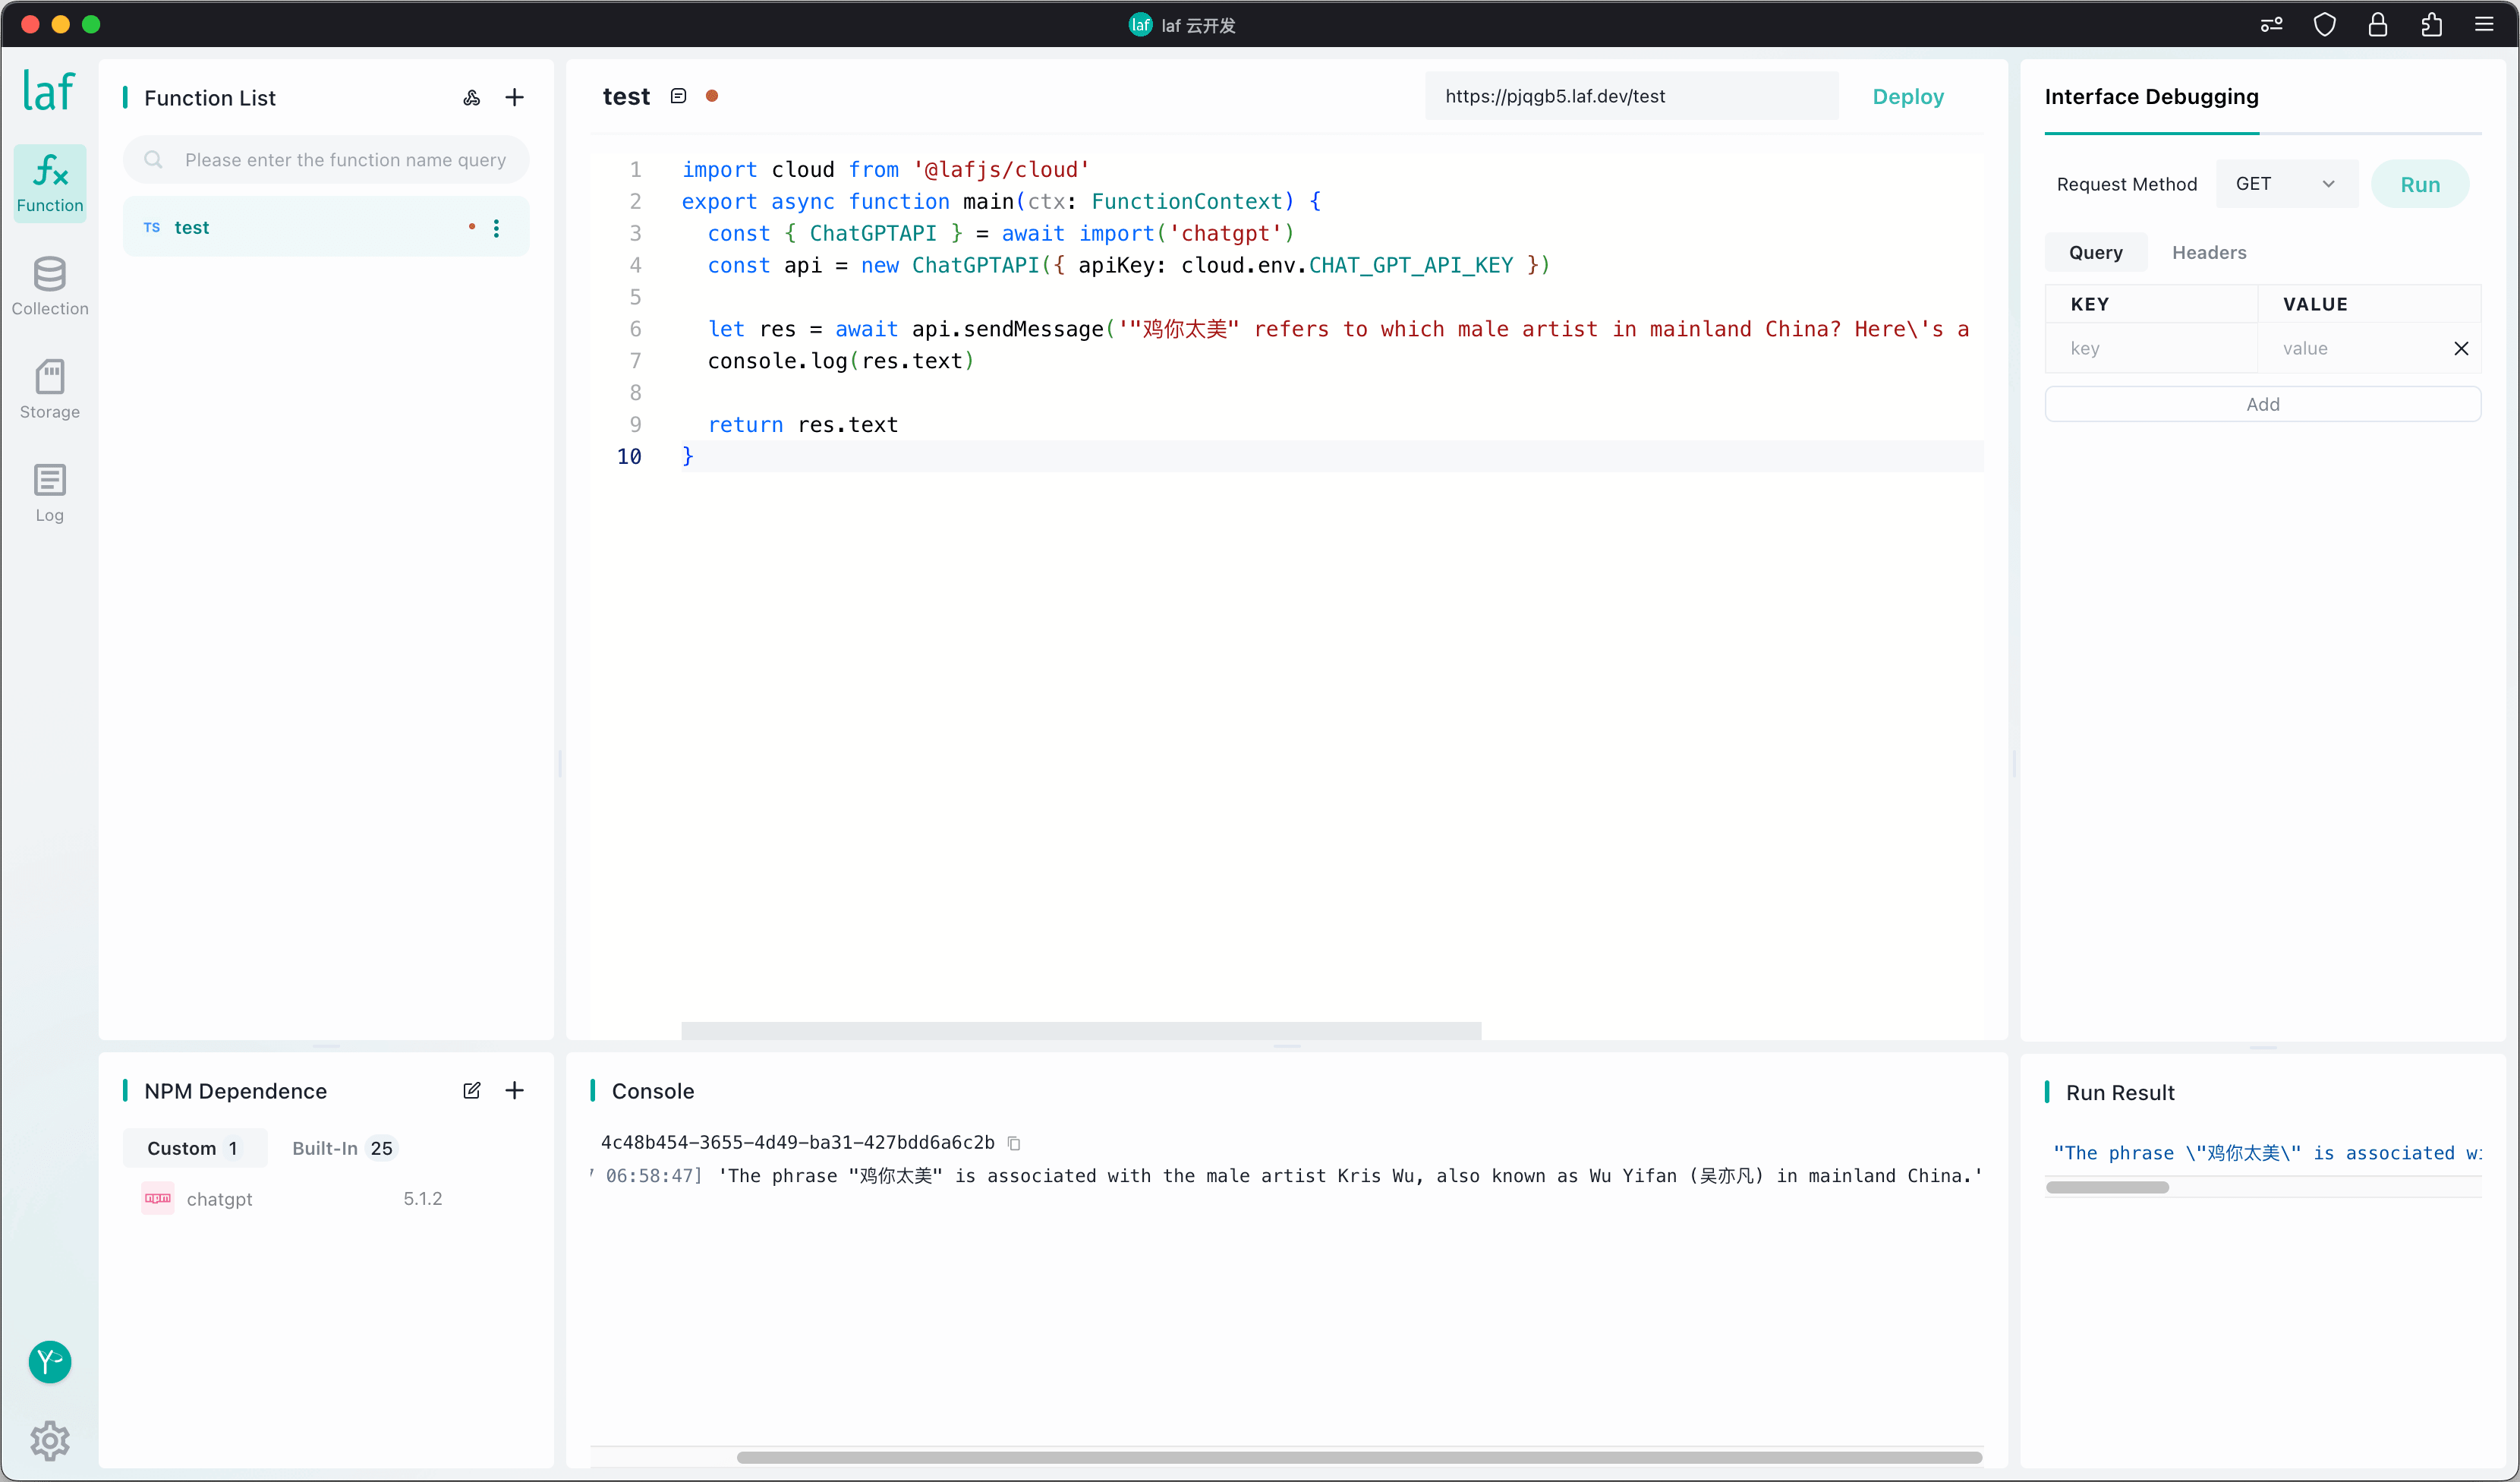 laf 云开发
laf
Function
Collection
Storage
Log
Function List
Please enter the function name query
TS test
test
https://pjqgb5.laf.dev/test
Deploy
1 import cloud from '@lafjs/cloud'
2 export async function main(ctx: FunctionContext) {
3 const { ChatGPTAPI } = await import('chatgpt')
4 const api = new ChatGPTAPI({ apiKey: cloud.env.CHAT_GPT_API_KEY })
5
6 let res = await api.sendMessage('"鸡你太美" refers to which male artist in mainland China? Here\'s a
7 console.log(res.text)
8
9 return res.text
10 }
Interface Debugging
Request Method GET Run
Query Headers
KEY VALUE
key value
Add
NPM Dependence
Custom 1 Built-In 25
npm chatgpt 5.1.2
Console
4c48b454-3655-4d49-ba31-427bdd6a6c2b
06:58:47] 'The phrase "鸡你太美" is associated with the male artist Kris Wu, also known as Wu Yifan (吴亦凡) in mainland China.'
Run Result
"The phrase \"鸡你太美\" is associated wi